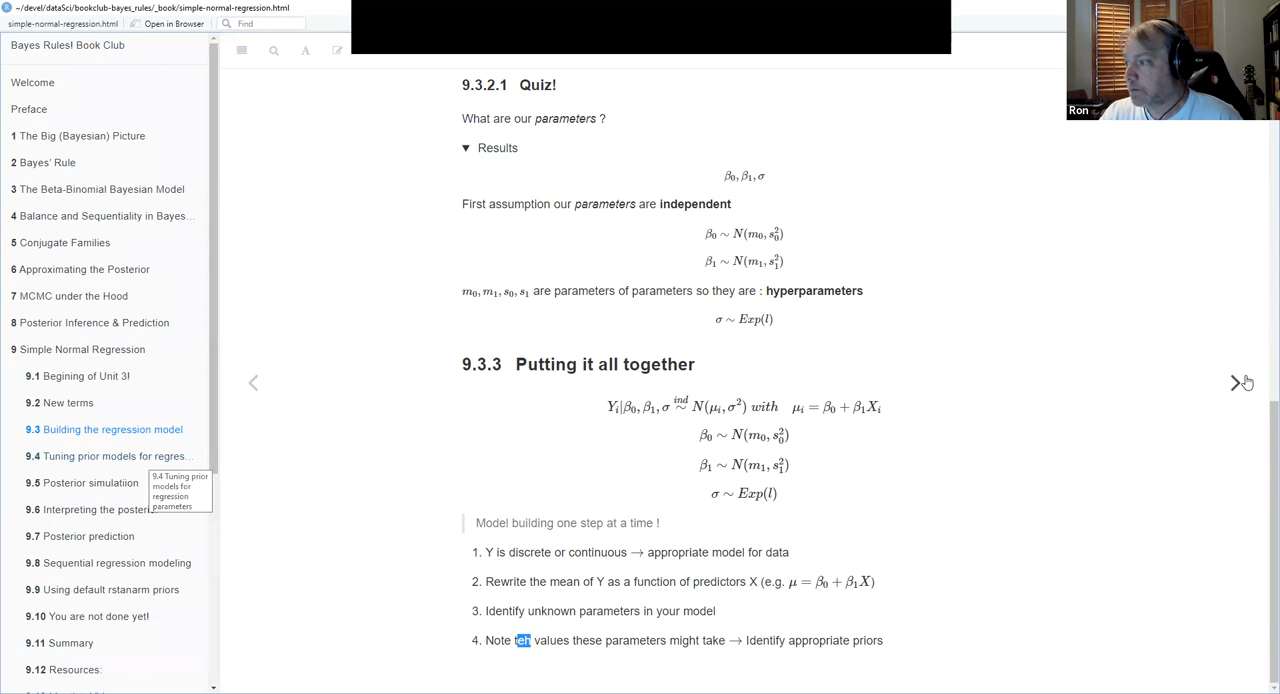 ~/devel/dataSci/bookclub-bayes_rules/_book/simple-normal-regression.html
simple-normal-regression.html
Open in Browser
Find
Bayes Rules! Book Club
Welcome
Preface
1 The Big (Bayesian) Picture
2 Bayes' Rule
3 The Beta-Binomial Bayesian Model
4 Balance and Sequentiality in Bayes…
5 Conjugate Families
6 Approximating the Posterior
7 MCMC under the Hood
8 Posterior Inference & Prediction
9 Simple Normal Regression
9.1 Begining of Unit 3!
9.2 New terms
9.3 Building the regression model
9.4 Tuning prior models for regres…
9.5 Posterior simulatiion
9.6 Interpreting the posteri
9.7 Posterior prediction
9.8 Sequential regression modeling
9.9 Using default rstanarm priors
9.10 You are not done yet!
9.11 Summary
9.12 Resources:
9.4 Tuning prior
models for
regression
parameters
9.3.2.1 Quiz!
What are our parameters ?
▼ Results
β₀, β₁, σ
First assumption our parameters are independent
β₀ ∼ N(m₀, s₀²)
β₁ ∼ N(m₁, s₁²)
m₀, m₁, s₀, s₁ are parameters of parameters so they are : hyperparameters
σ ∼ Exp(l)
9.3.3 Putting it all together
Yᵢ|β₀, β₁, σ ind∼ N(μᵢ, σ²) with μᵢ = β₀ + β₁Xᵢ
β₀ ∼ N(m₀, s₀²)
β₁ ∼ N(m₁, s₁²)
σ ∼ Exp(l)
Model building one step at a time !
1. Y is discrete or continuous → appropriate model for data
2. Rewrite the mean of Y as a function of predictors X (e.g. μ = β₀ + β₁X)
3. Identify unknown parameters in your model
4. Note teh values these parameters might take → Identify appropriate priors
Ron